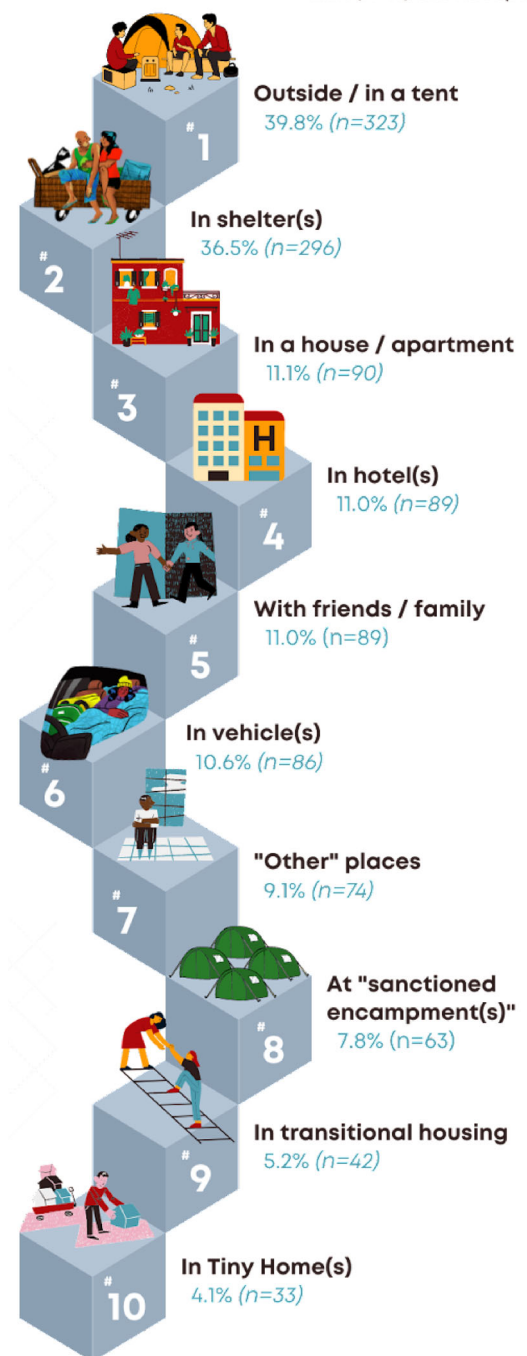 Outside / in a tent
39.8% (n=323)
#1
In shelter(s)
36.5% (n=296)
#2
In a house / apartment
11.1% (n=90)
#3
H
In hotel(s)
11.0% (n=89)
#4
With friends / family
11.0% (n=89)
#5
In vehicle(s)
10.6% (n=86)
#6
"Other" places
9.1% (n=74)
#7
At "sanctioned
encampment(s)"
7.8% (n=63)
#8
In transitional housing
5.2% (n=42)
#9
In Tiny Home(s)
4.1% (n=33)
#10